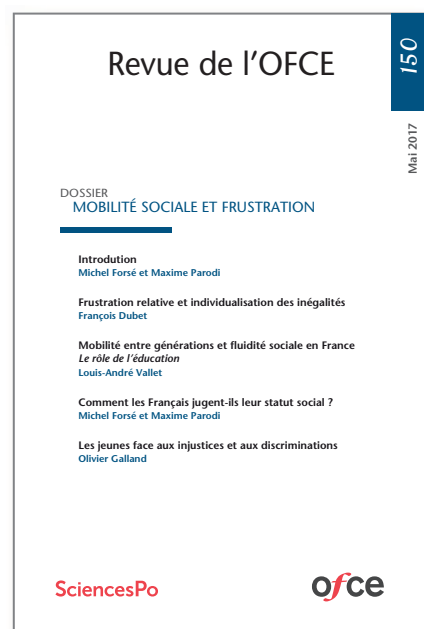 Revue de l'OFCE
150
Mai 2017
DOSSIER
MOBILITÉ SOCIALE ET FRUSTRATION
Introdution
Michel Forsé et Maxime Parodi
Frustration relative et individualisation des inégalités
François Dubet
Mobilité entre générations et fluidité sociale en France
Le rôle de l'éducation
Louis-André Vallet
Comment les Français jugent-ils leur statut social ?
Michel Forsé et Maxime Parodi
Les jeunes face aux injustices et aux discriminations
Olivier Galland
SciencesPo
ofce